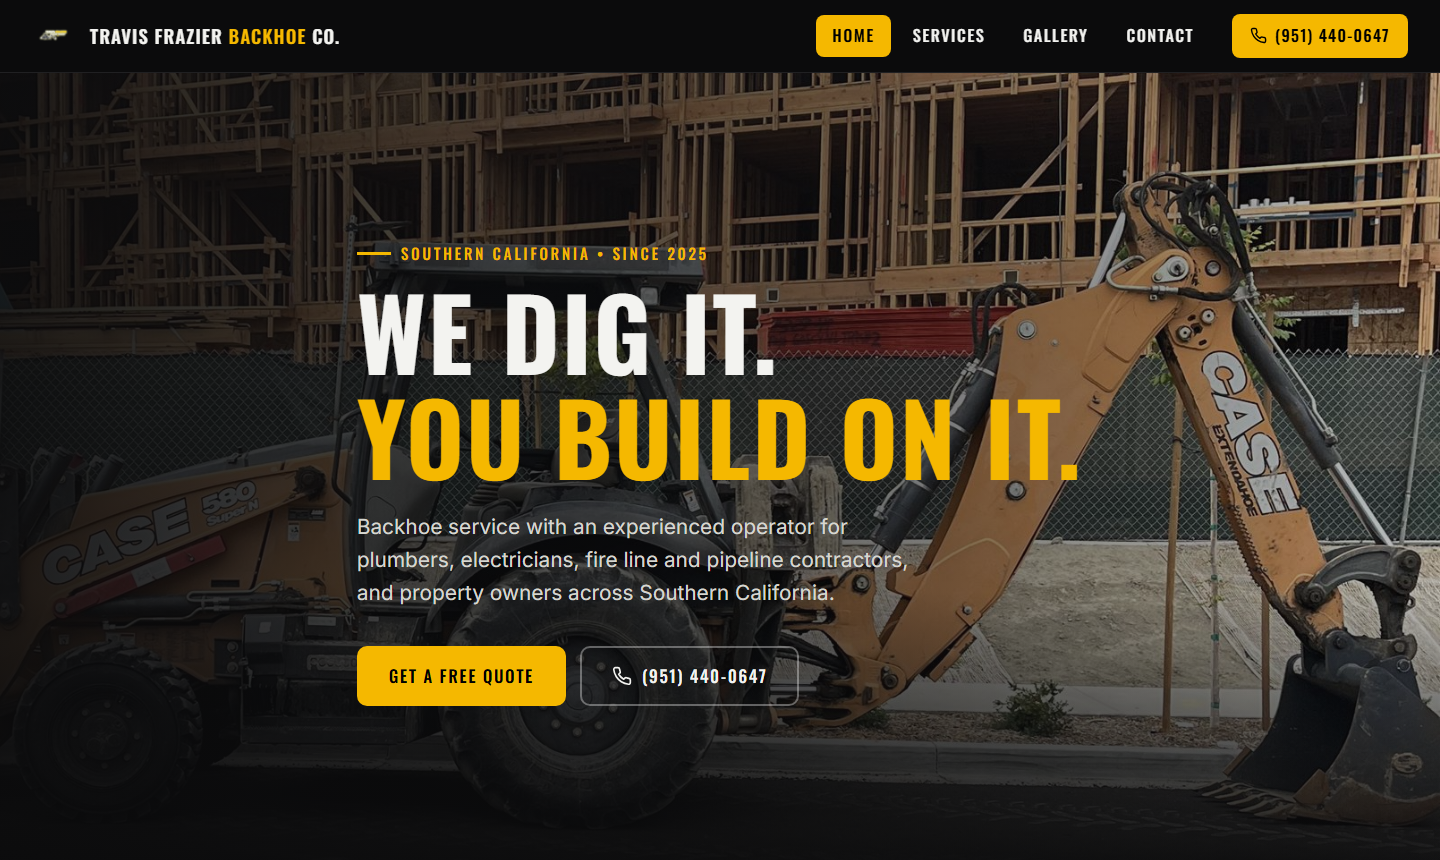 TRAVIS FRAZIER BACKHOE CO.
HOME
SERVICES
GALLERY
CONTACT
(951) 440-0647
SOUTHERN CALIFORNIA • SINCE 2025
WE DIG IT.
YOU BUILD ON IT.
Backhoe service with an experienced operator for
plumbers, electricians, fire line and pipeline contractors,
and property owners across Southern California.
GET A FREE QUOTE
(951) 440-0647
CASE
580
Super N
CASE
EXTENDAHOE